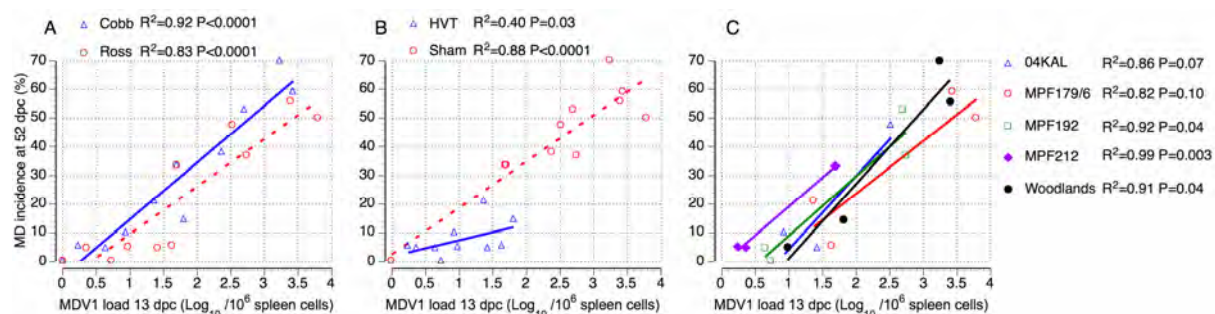 A
Cobb R²=0.92 P<0.0001
Ross R²=0.83 P<0.0001
MD incidence at 52 dpc (%)
70
60
50
40
30
20
10
0
0 0.5 1 1.5 2 2.5 3 3.5 4
MDV1 load 13 dpc (Log₁₀/10⁶ spleen cells)
B
HVT R²=0.40 P=0.03
Sham R²=0.88 P<0.0001
70
60
50
40
30
20
10
0
0 0.5 1 1.5 2 2.5 3 3.5 4
MDV1 load 13 dpc (Log₁₀/10⁶ spleen cells)
C
70
60
50
40
30
20
10
0
0 0.5 1 1.5 2 2.5 3 3.5 4
MDV1 load 13 dpc (Log₁₀/10⁶ spleen cells)
04KAL R²=0.86 P=0.07
MPF179/6 R²=0.82 P=0.10
MPF192 R²=0.92 P=0.04
MPF212 R²=0.99 P=0.003
Woodlands R²=0.91 P=0.04